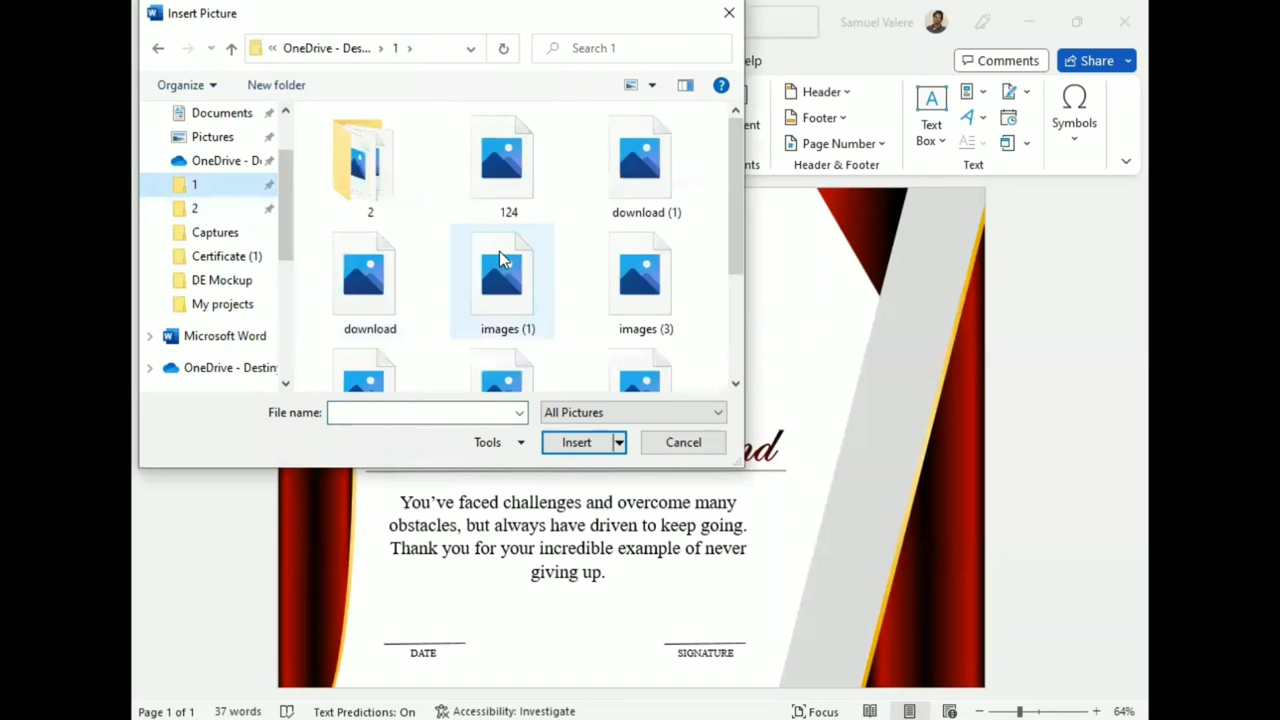 Insert Picture
« OneDrive - Des... › 1 ›
Search 1
Organize
New folder
Documents
Pictures
OneDrive - D
1
2
Captures
Certificate (1)
DE Mockup
My projects
Microsoft Word
OneDrive - Destin
2
124
download (1)
download
images (1)
images (3)
File name:
All Pictures
Tools
Insert
Cancel
Samuel Valere
elp
Comments
Share
ent
nts
Header
Footer
Page Number
Header & Footer
A
Text
Box
Text
Ω
Symbols
nd
You've faced challenges and overcome many
obstacles, but always have driven to keep going.
Thank you for your incredible example of never
giving up.
DATE
SIGNATURE
Page 1 of 1
37 words
Text Predictions: On
Accessibility: Investigate
Focus
64%